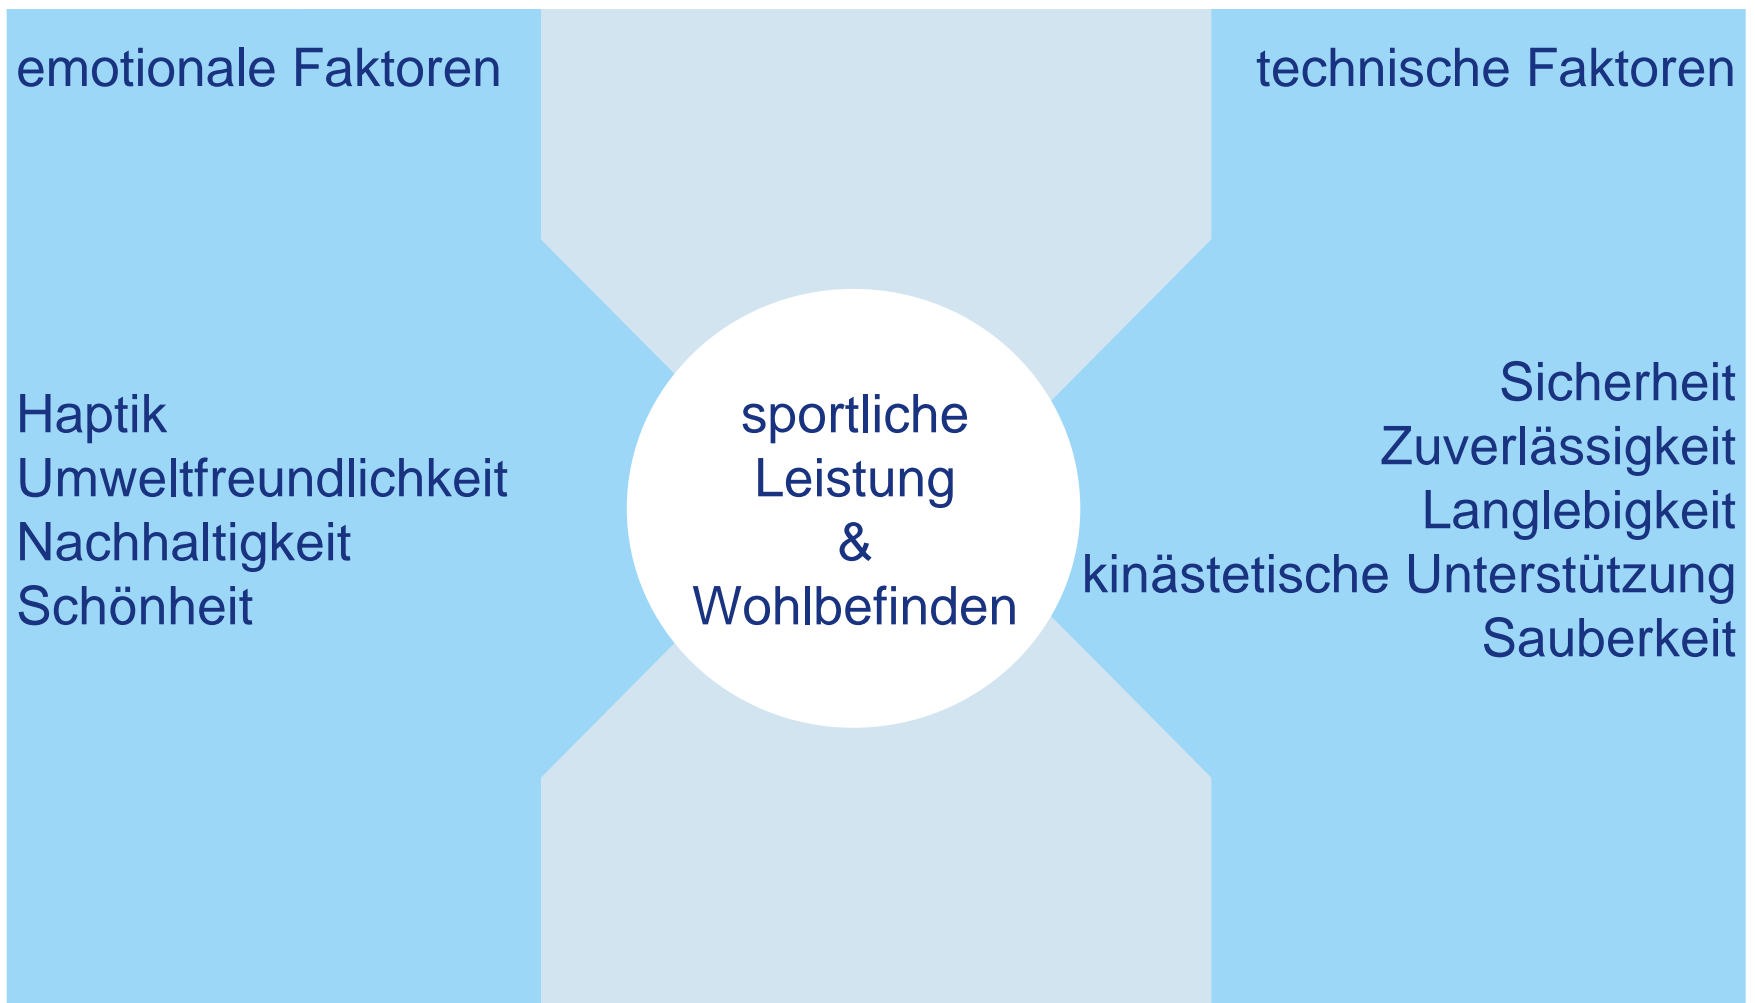 emotionale Faktoren
technische Faktoren
Haptik
Umweltfreundlichkeit
Nachhaltigkeit
Schönheit
sportliche
Leistung
&
Wohlbefinden
Sicherheit
Zuverlässigkeit
Langlebigkeit
kinästetische Unterstützung
Sauberkeit